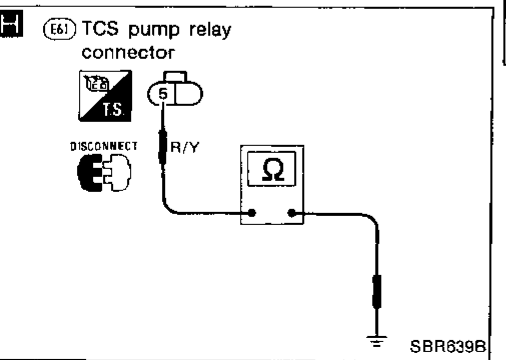 H
E61 TCS pump relay
connector
T.S.
5
DISCONNECT
R/Y
Ω
SBR639B